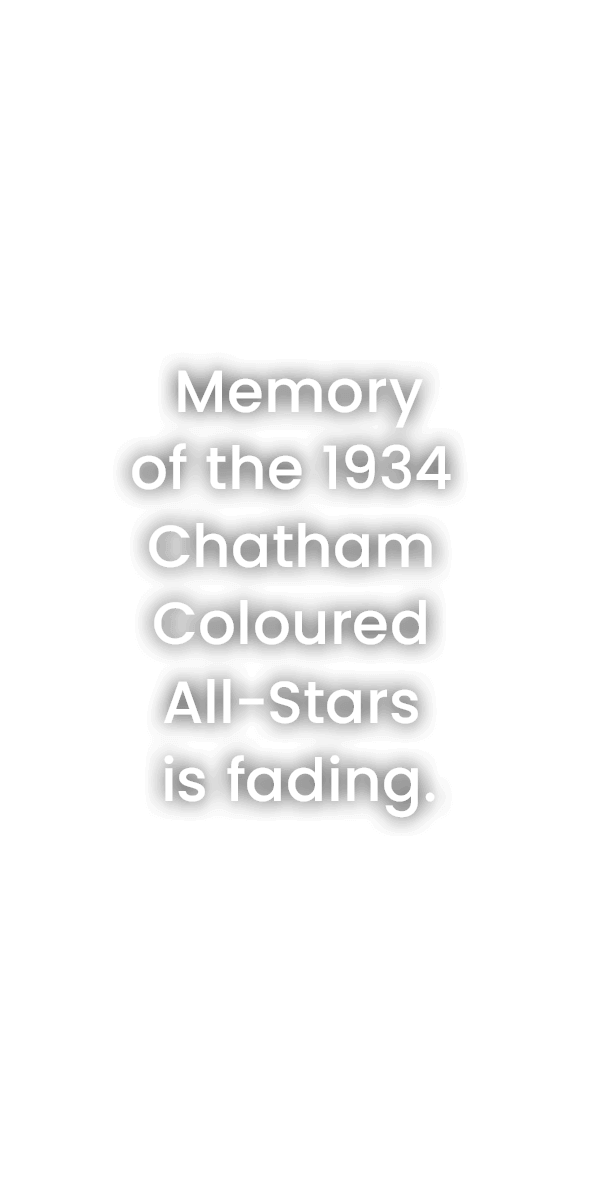 Memory
of the 1934
Chatham
Coloured
All-Stars
is fading.